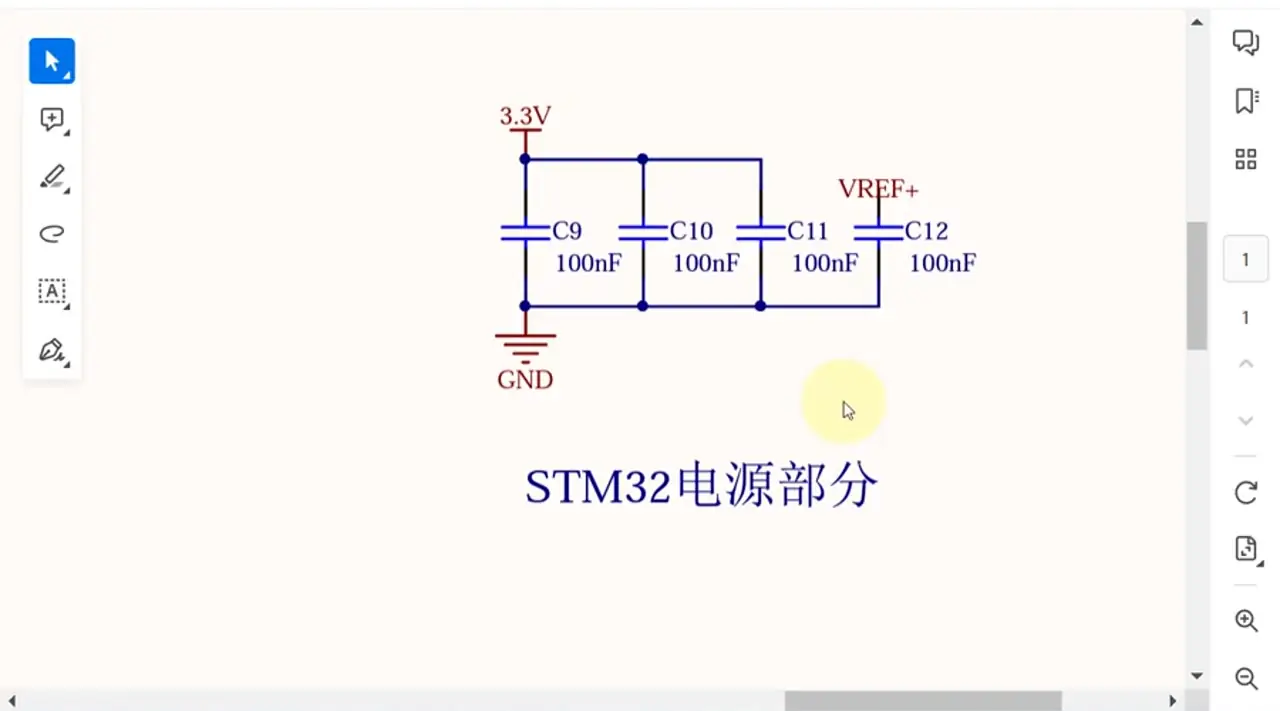 3.3V
VREF+
C9
C10
C11
C12
100nF
100nF
100nF
100nF
GND
STM32电源部分
A
1
1